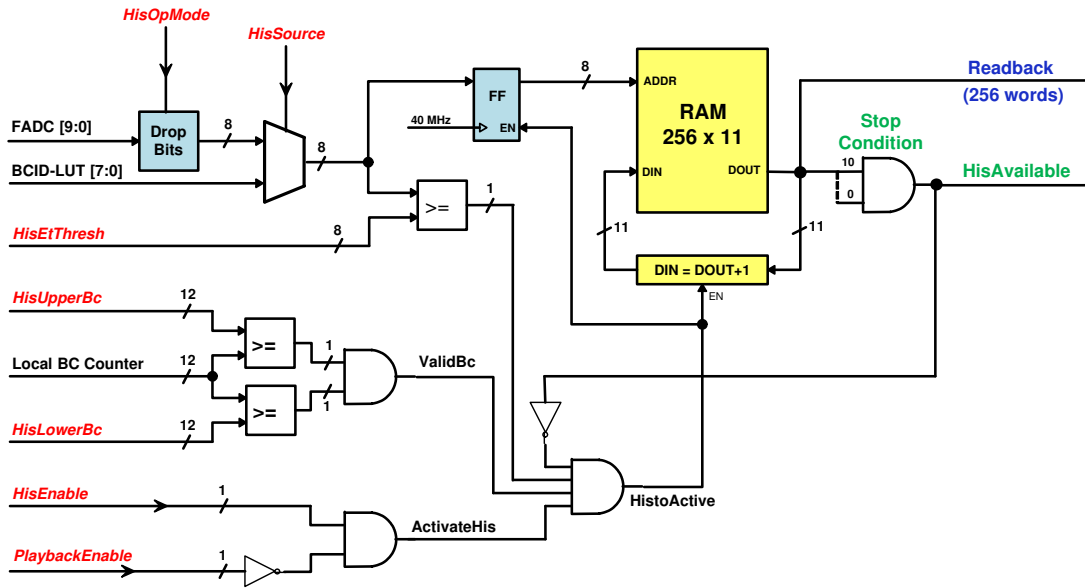 HisOpMode
HisSource
FADC [9:0]
Drop
Bits
8
BCID-LUT [7:0]
8
FF
40 MHz
EN
8
ADDR
RAM
256 x 11
DIN
DOUT
Readback
(256 words)
Stop
Condition
10
0
HisAvailable
>=
1
HisEtThresh
8
11
11
DIN = DOUT+1
EN
HisUpperBc
12
>=
1
Local BC Counter
12
ValidBc
>=
1
HisLowerBc
12
HisEnable
1
ActivateHis
HistoActive
PlaybackEnable
1